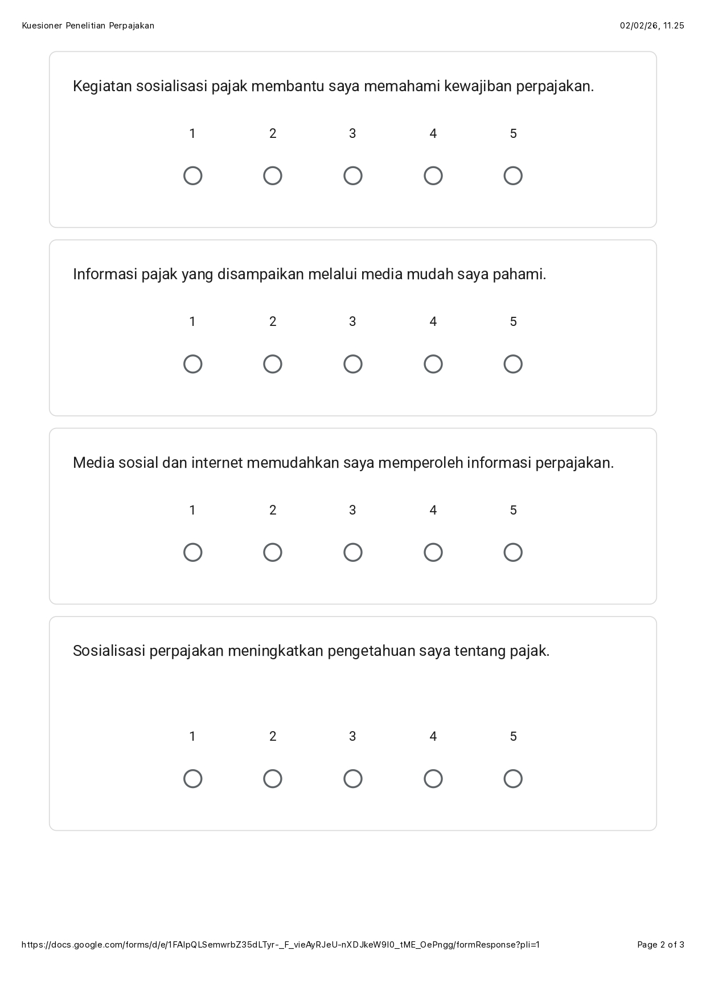 Kuesioner Penelitian Perpajakan 02/02/26, 11.25
Kegiatan sosialisasi pajak membantu saya memahami kewajiban perpajakan.
1 2 3 4 5
Informasi pajak yang disampaikan melalui media mudah saya pahami.
1 2 3 4 5
Media sosial dan internet memudahkan saya memperoleh informasi perpajakan.
1 2 3 4 5
Sosialisasi perpajakan meningkatkan pengetahuan saya tentang pajak.
1 2 3 4 5
https://docs.google.com/forms/d/e/1FAIpQLSemwrbZ35dLTyr-_F_vieAyRJeU-nXDJkeW9I0_tME_OePngg/formResponse?pli=1 Page 2 of 3